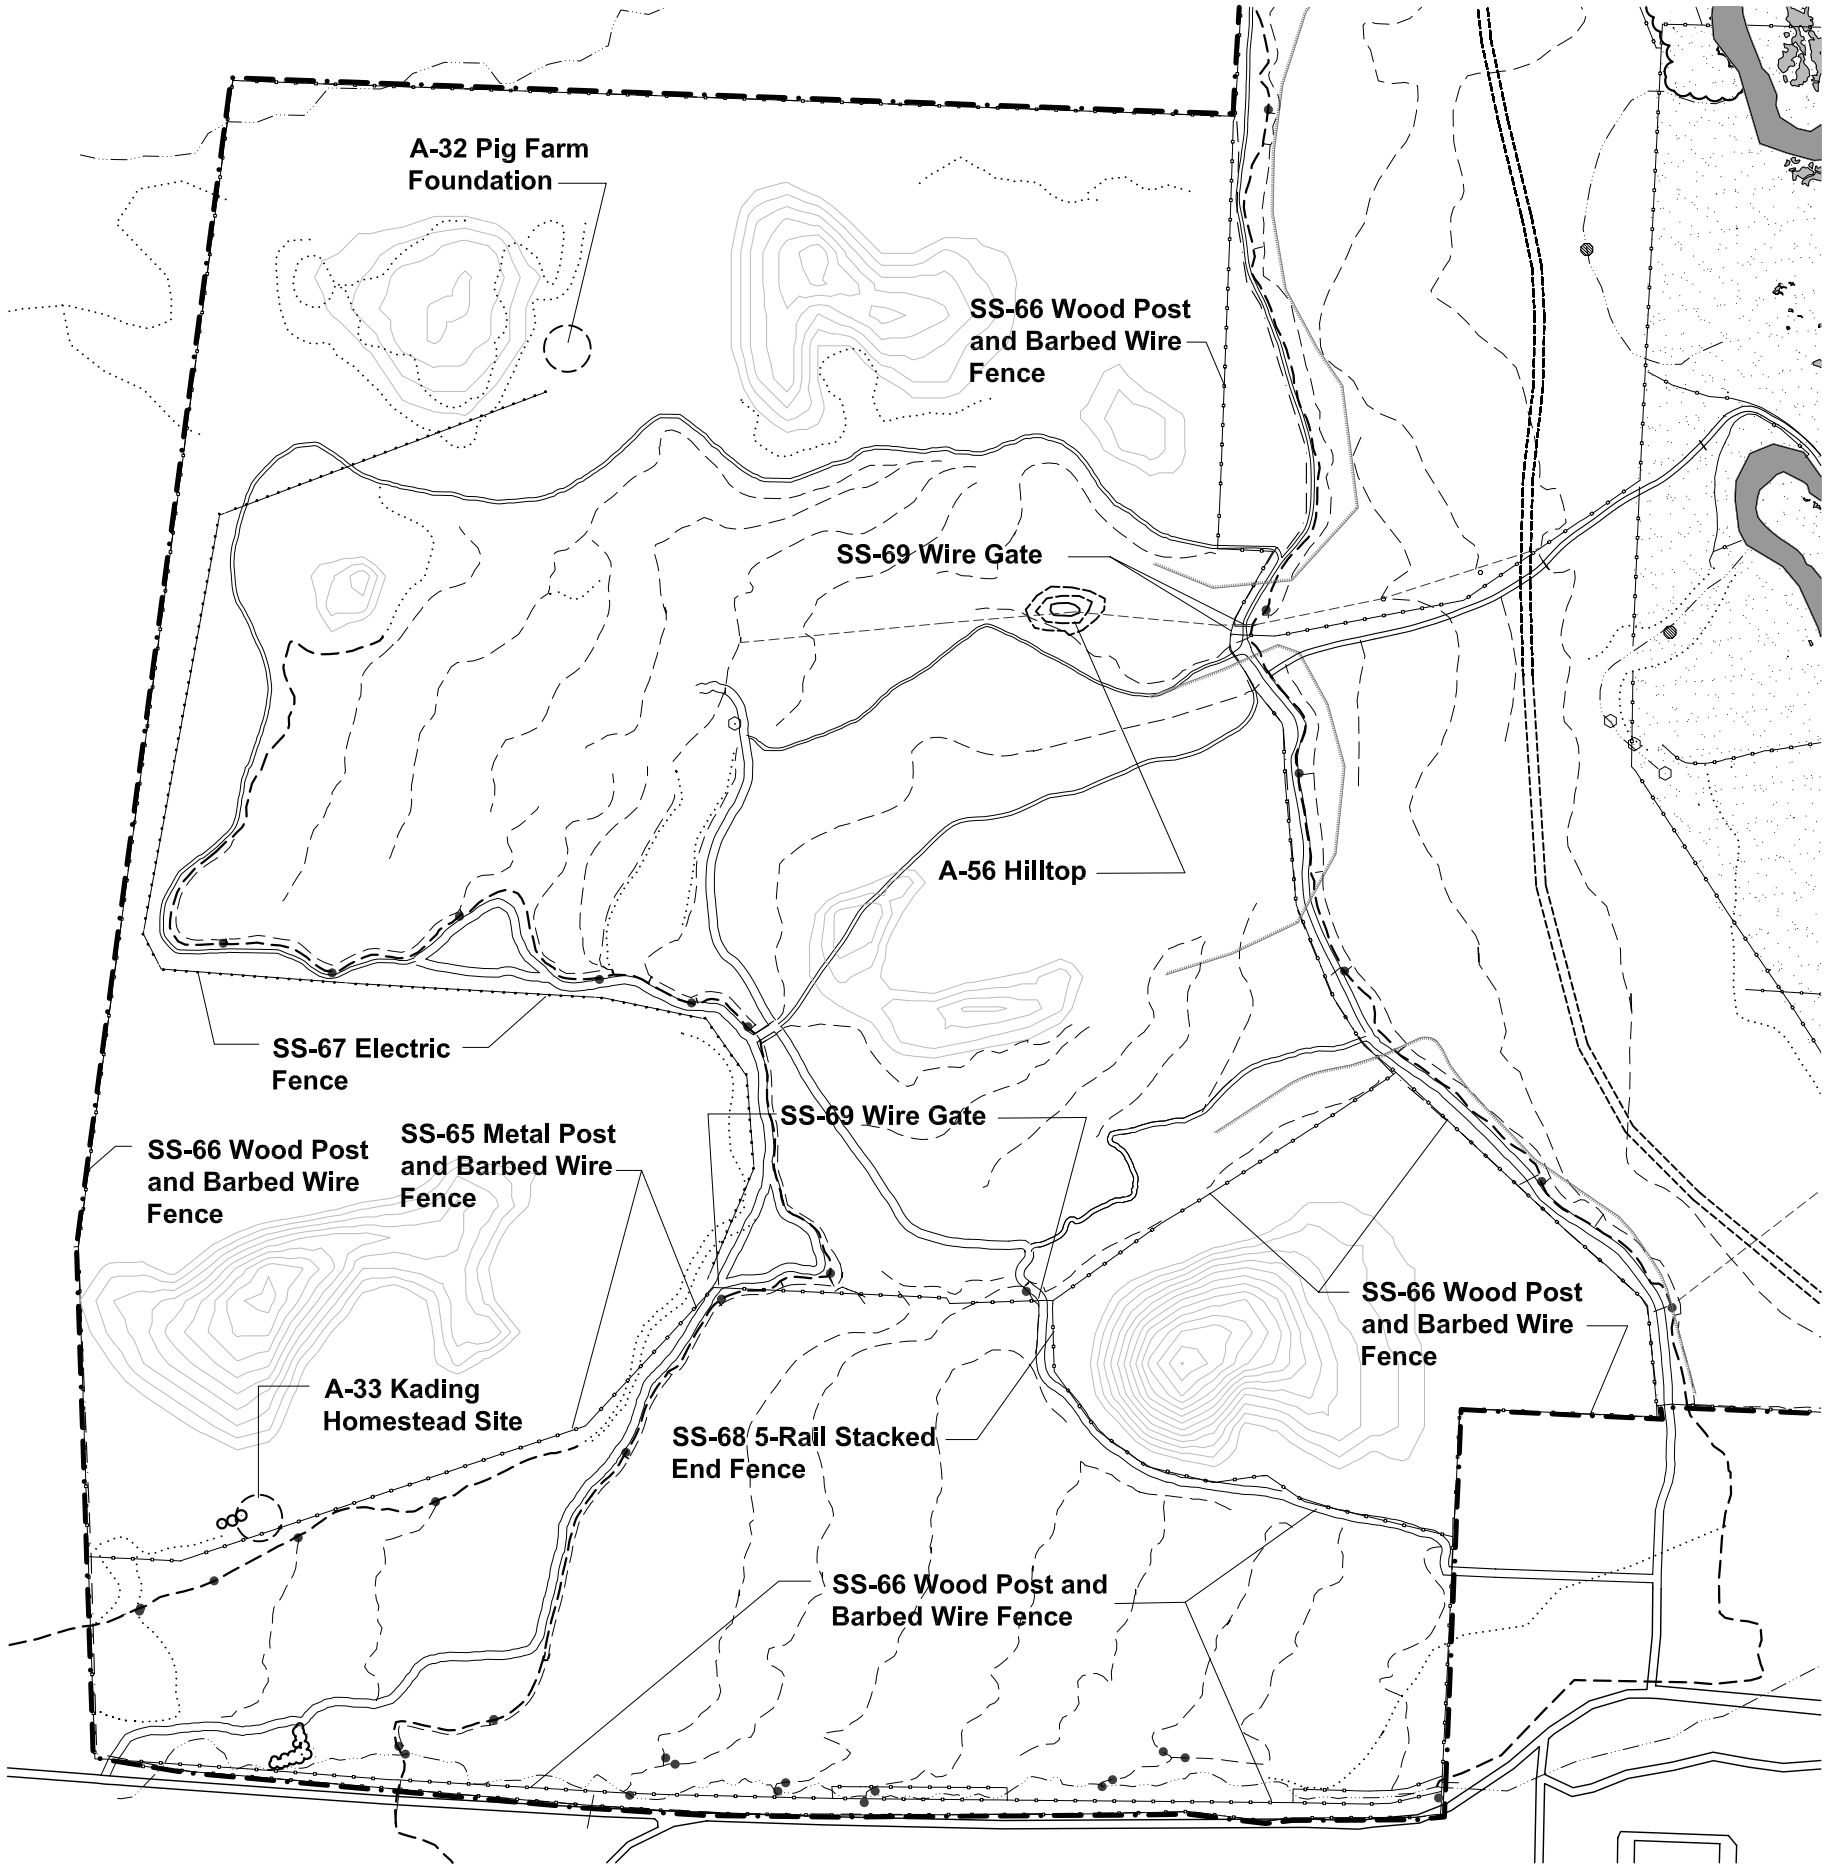 A-32 Pig Farm
Foundation
SS-66 Wood Post
and Barbed Wire
Fence
SS-69 Wire Gate
A-56 Hilltop
SS-67 Electric
Fence
SS-69 Wire Gate
SS-66 Wood Post
and Barbed Wire
Fence
SS-65 Metal Post
and Barbed Wire
Fence
SS-66 Wood Post
and Barbed Wire
Fence
A-33 Kading
Homestead Site
SS-68 5-Rail Stacked
End Fence
SS-66 Wood Post and
Barbed Wire Fence